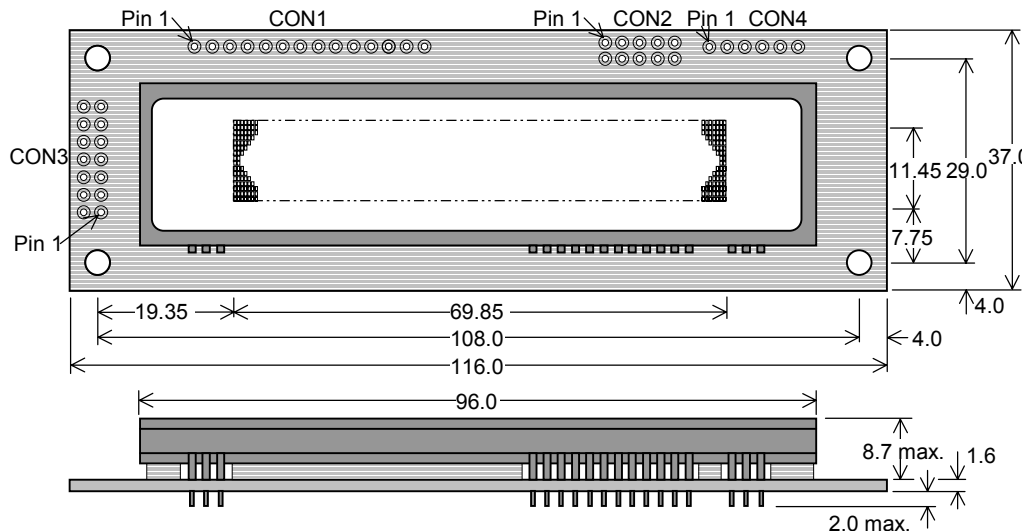 Pin 1 CON1 Pin 1 CON2 Pin 1 CON4
CON3
Pin 1
11.45 29.0 37.0
7.75
4.0
19.35 69.85
108.0 4.0
116.0
96.0
8.7 max. 1.6
2.0 max.